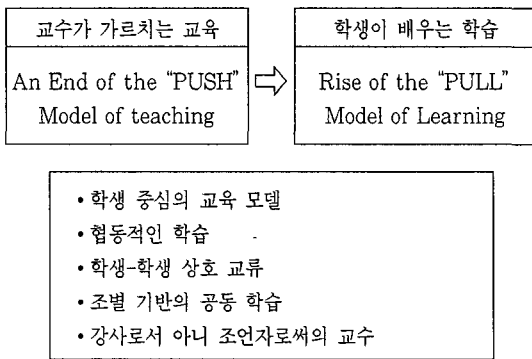 교수가 가르치는 교육
An End of the "PUSH"
Model of teaching
학생이 배우는 학습
Rise of the "PULL"
Model of Learning
• 학생 중심의 교육 모델
• 협동적인 학습
• 학생-학생 상호 교류
• 조별 기반의 공동 학습
• 강사로서 아니 조언자로써의 교수